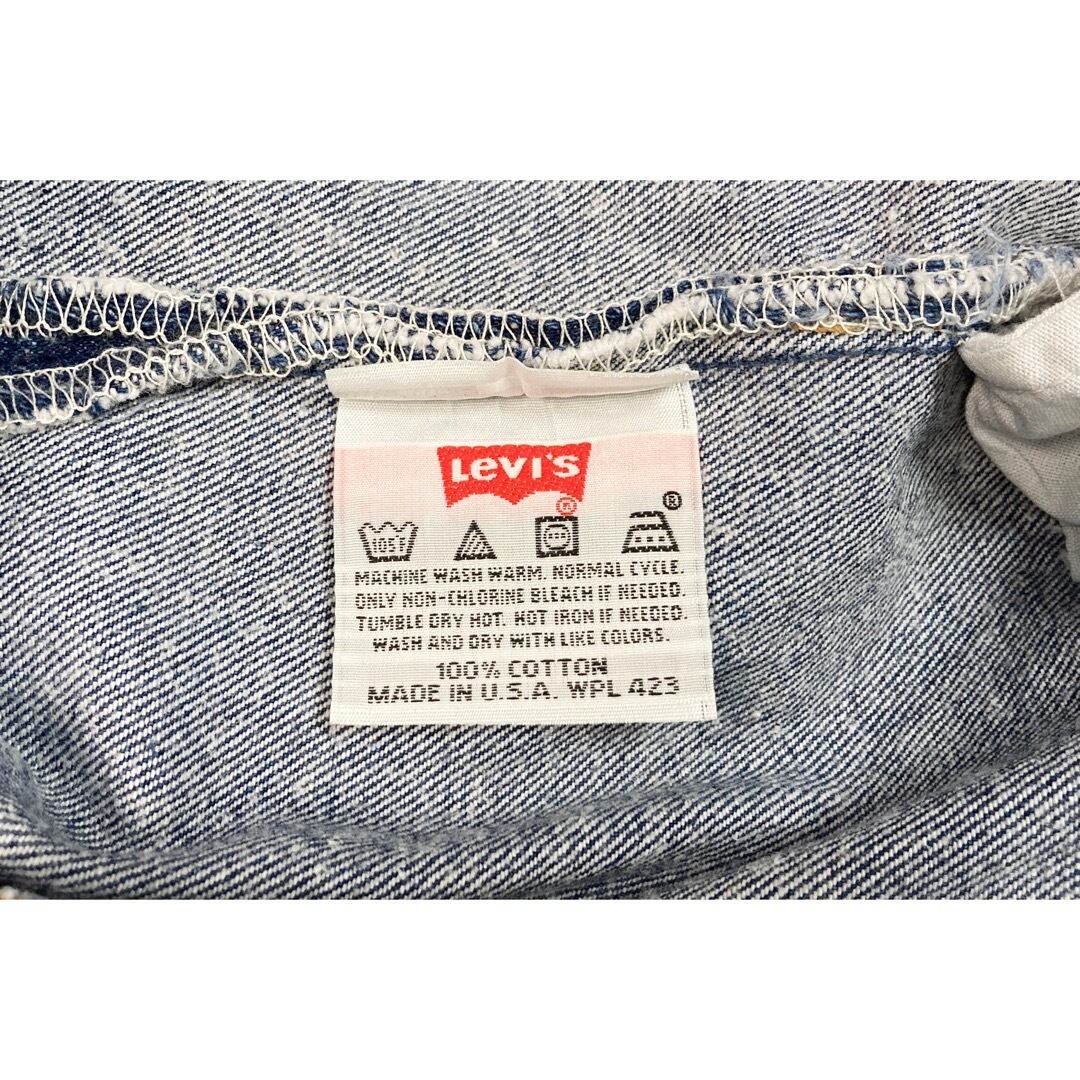 LEVI'S
®
®
105F
MACHINE WASH WARM. NORMAL CYCLE.
ONLY NON-CHLORINE BLEACH IF NEEDED.
TUMBLE DRY HOT. HOT IRON IF NEEDED.
WASH AND DRY WITH LIKE COLORS.
100% COTTON
MADE IN U.S.A. WPL 423